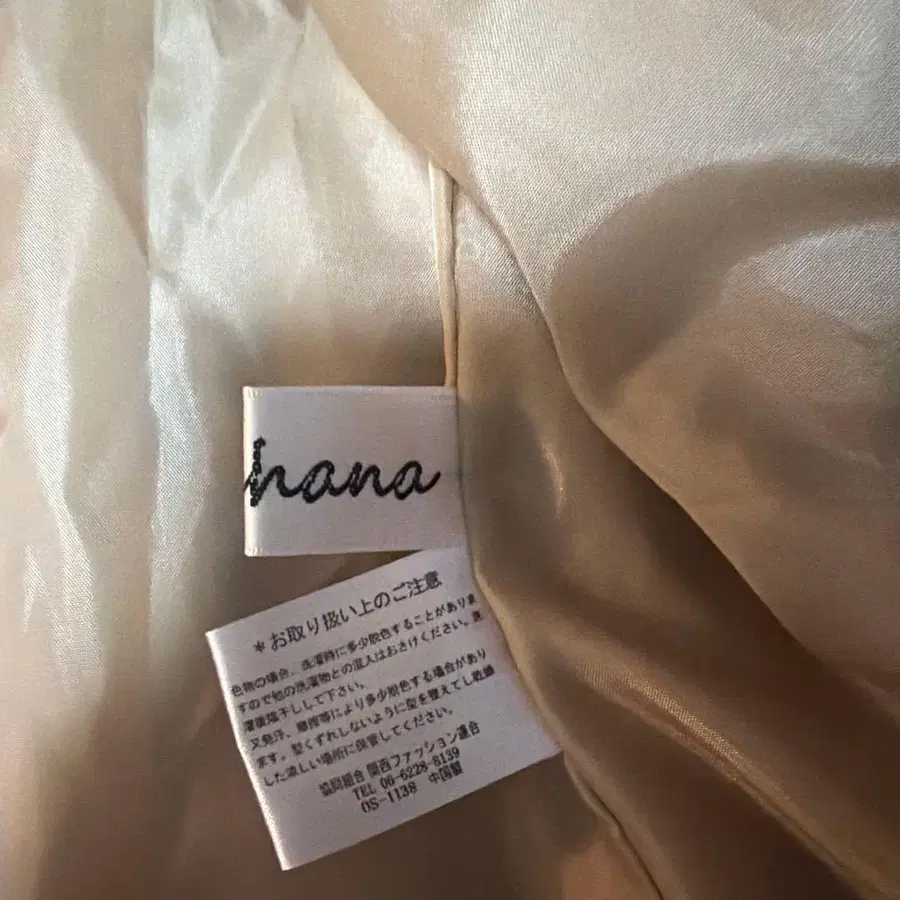 hana
＊お取り扱い上のご注意
色物の場合、洗濯時に多少脱色することがありま
すので他の洗濯物との混入はおさけください。洗
濯後陰干しして下さい。
又発汗、摩擦等により多少脱色する場合があり
ます。型くずれしないように型を整えてし乾燥
した涼しい場所に保管してください。
協同組合 関西ファッション連合
TEL 06-6228-8139
OS-1138 中国製